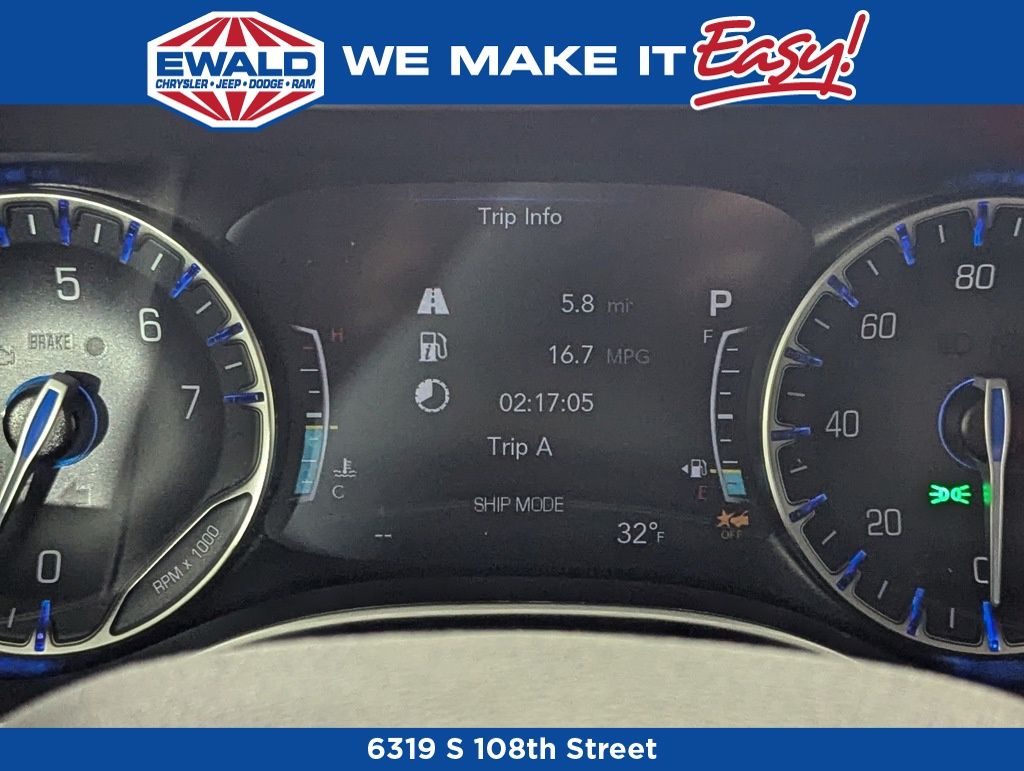 EWALD
CHRYSLER • JEEP • DODGE • RAM
WE MAKE IT Easy!
Trip Info
5.8 mi
16.7 MPG
02:17:05
Trip A
SHIP MODE
-- 32°F
P
H
C
F
E
OFF
5
6
7
0
BRAKE
RPM x 1000
80
60
40
20
0
6319 S 108th Street